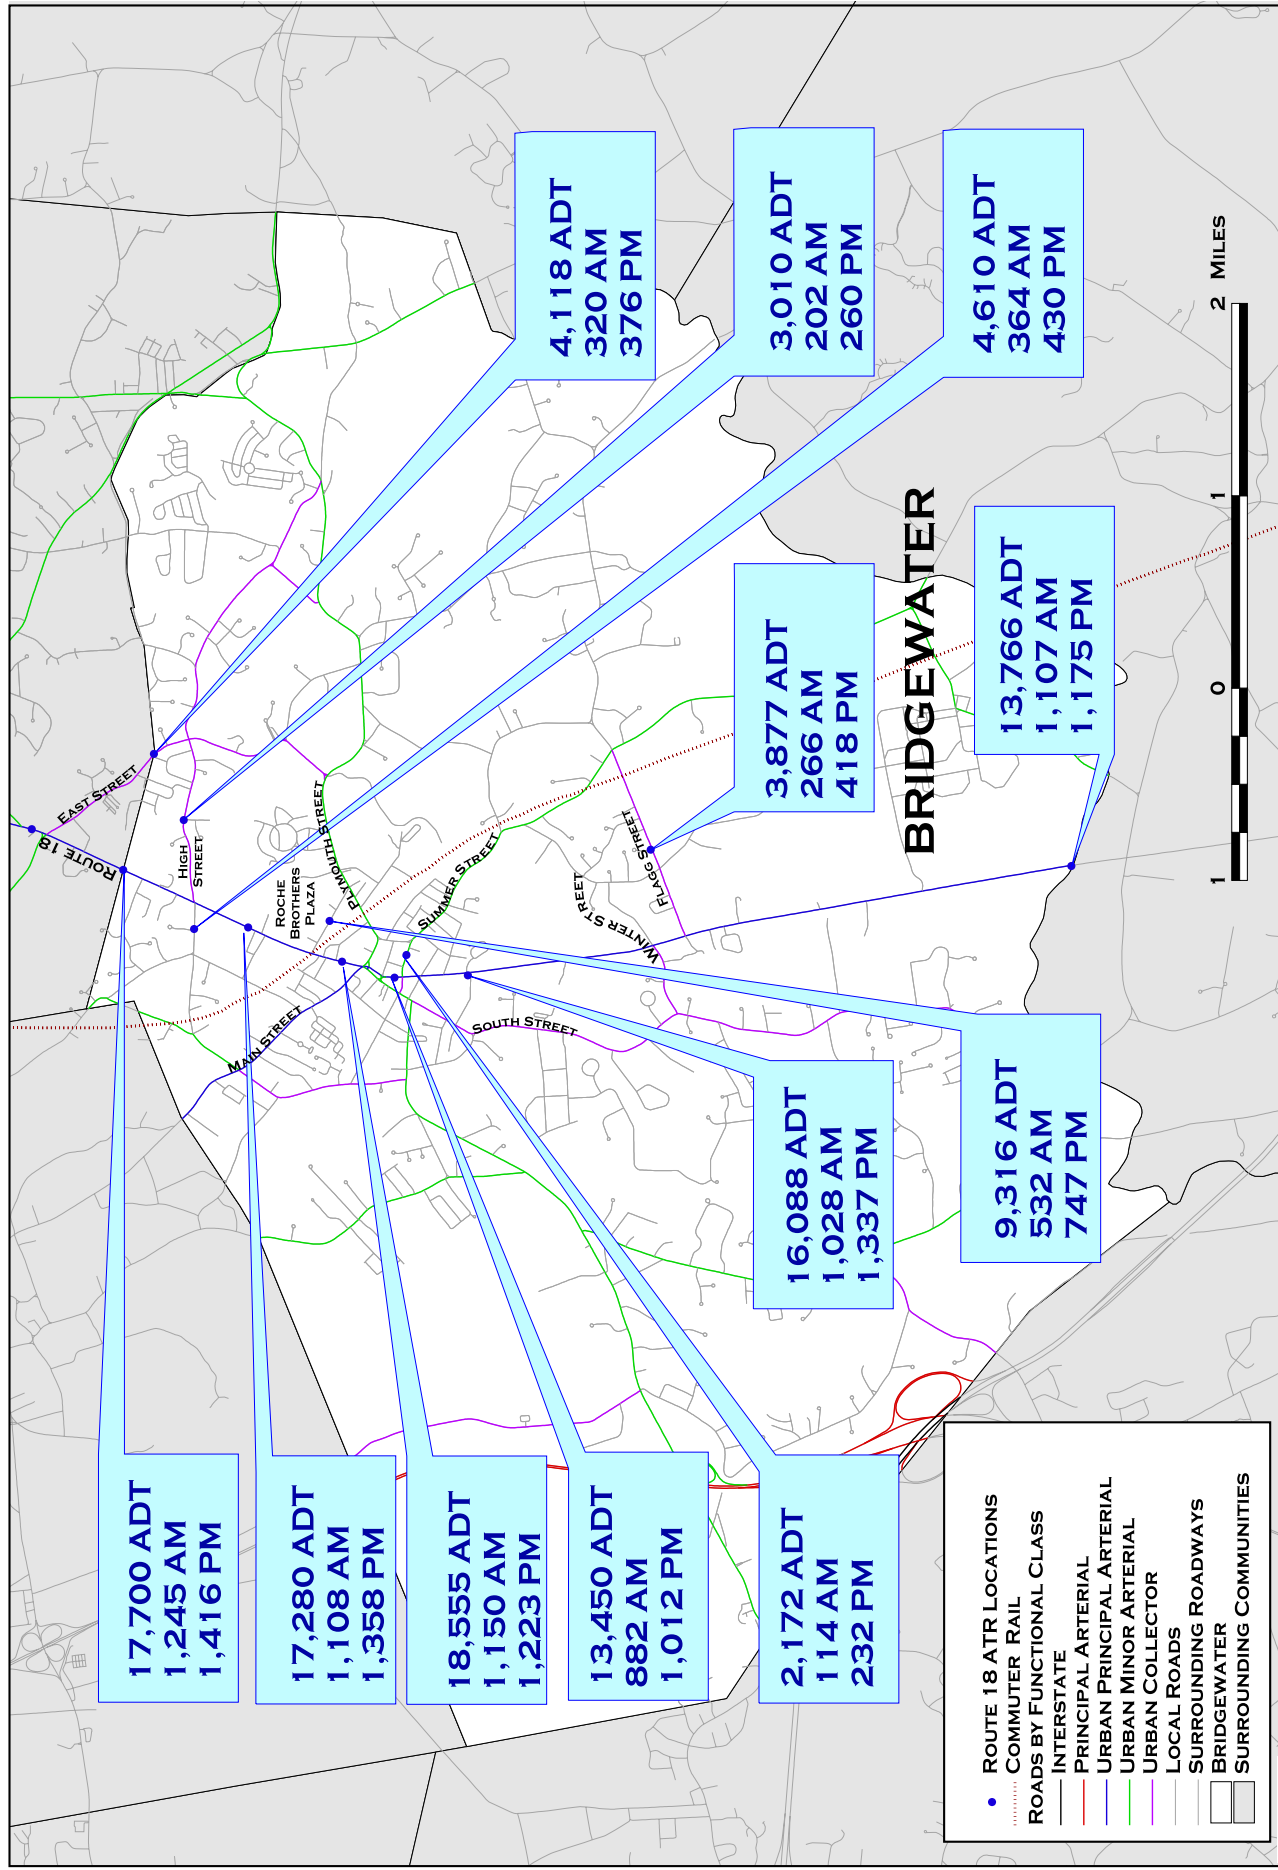 17,700 ADT
1,245 AM
1,416 PM
17,280 ADT
1,108 AM
1,358 PM
18,555 ADT
1,150 AM
1,223 PM
13,450 ADT
882 AM
1,012 PM
2,172 ADT
114 AM
232 PM
16,088 ADT
1,028 AM
1,337 PM
9,316 ADT
532 AM
747 PM
4,118 ADT
320 AM
376 PM
3,010 ADT
202 AM
260 PM
4,610 ADT
364 AM
430 PM
3,877 ADT
266 AM
418 PM
13,766 ADT
1,107 AM
1,175 PM
EAST STREET
ROUTE 18
HIGH
STREET
ROCHE
BROTHERS
PLAZA
PLYMOUTH STREET
SUMMER STREET
MAIN STREET
SOUTH STREET
WINTER STREET
FLAGG STREET
BRIDGEWATER
1 0 1 2 MILES
ROUTE 18 ATR LOCATIONS
COMMUTER RAIL
ROADS BY FUNCTIONAL CLASS
INTERSTATE
PRINCIPAL ARTERIAL
URBAN PRINCIPAL ARTERIAL
URBAN MINOR ARTERIAL
URBAN COLLECTOR
LOCAL ROADS
SURROUNDING ROADWAYS
BRIDGEWATER
SURROUNDING COMMUNITIES